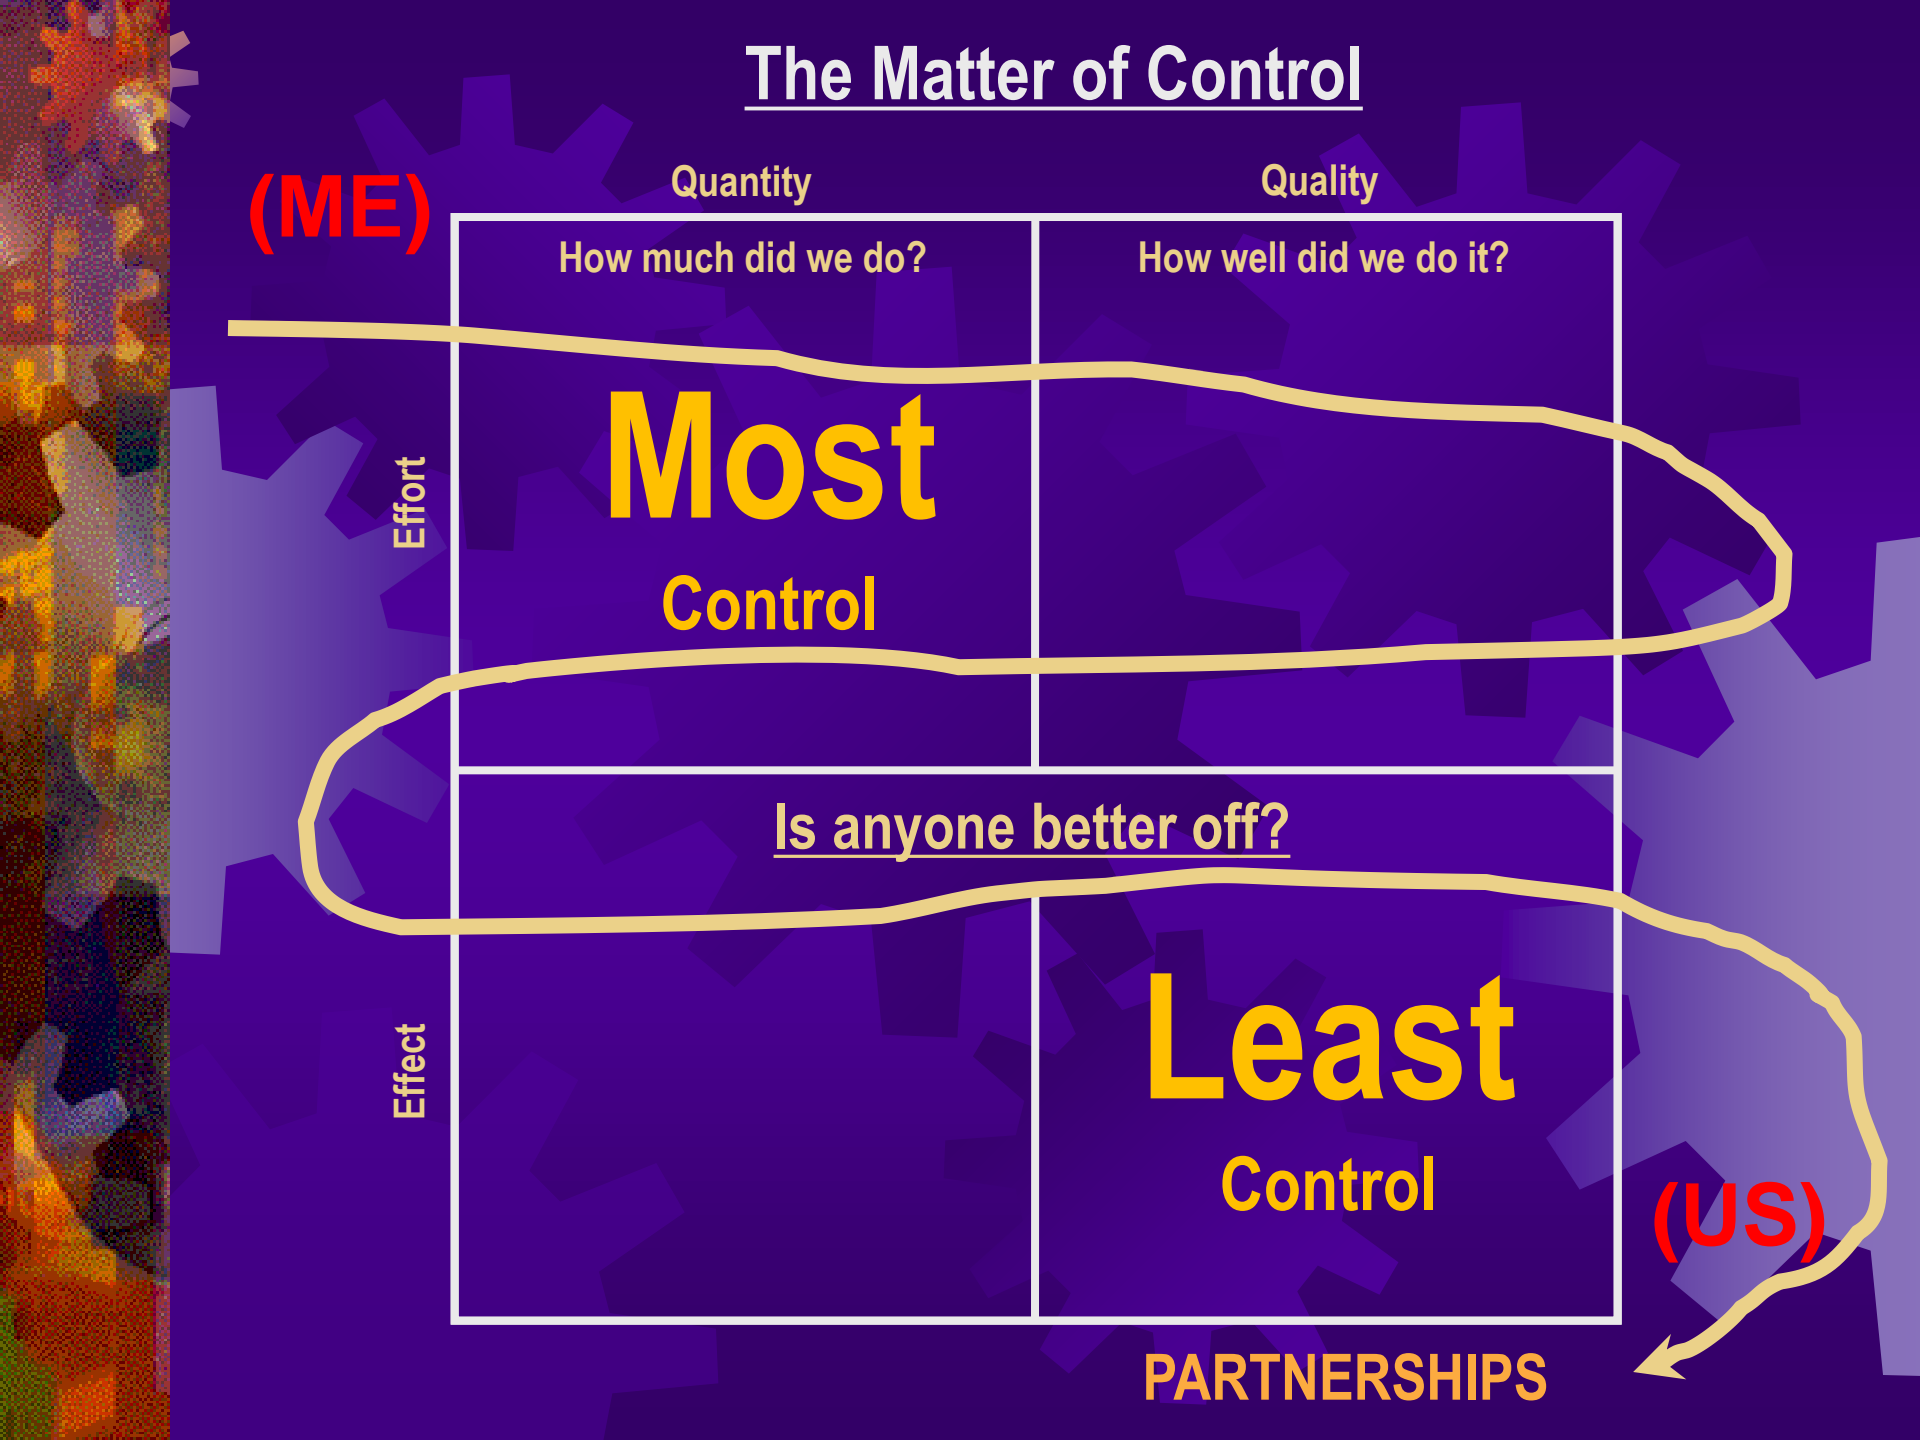 The Matter of Control
(ME)
Quantity
Quality
How much did we do?
How well did we do it?
Effort
Most
Control
Is anyone better off?
Effect
Least
Control
(US)
PARTNERSHIPS